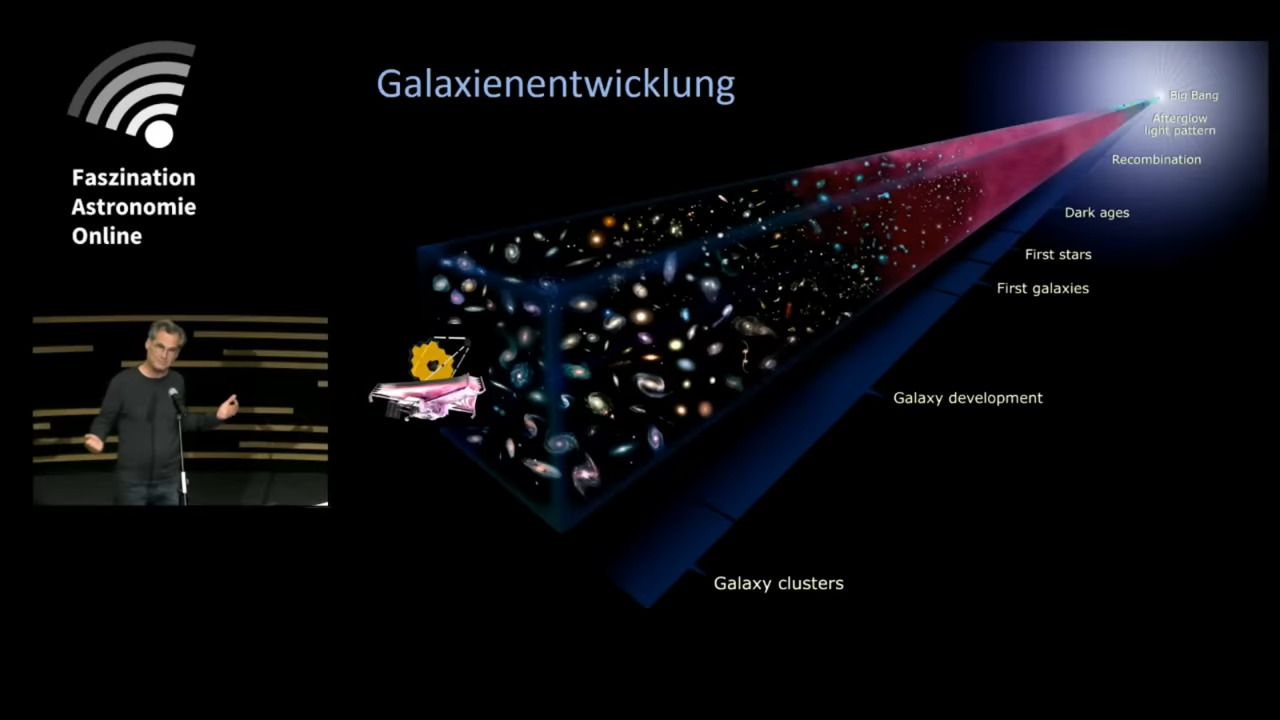 Faszination
Astronomie
Online
Galaxienentwicklung
Big Bang
Afterglow
light pattern
Recombination
Dark ages
First stars
First galaxies
Galaxy development
Galaxy clusters